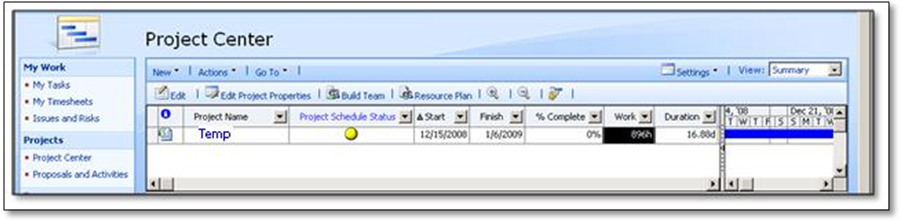 Project Center
My Work
My Tasks
My Timesheets
Issues and Risks
Projects
Project Center
Proposals and Activities
New Actions Go To Settings View: Summary
Edit Edit Project Properties Build Team Resource Plan
Project Name Project Schedule Status Start Finish % Complete Work Duration
4, '08 Dec 21, '0
T W T F S S M T W
Temp 12/15/2008 1/6/2009 0% 896h 16.88d